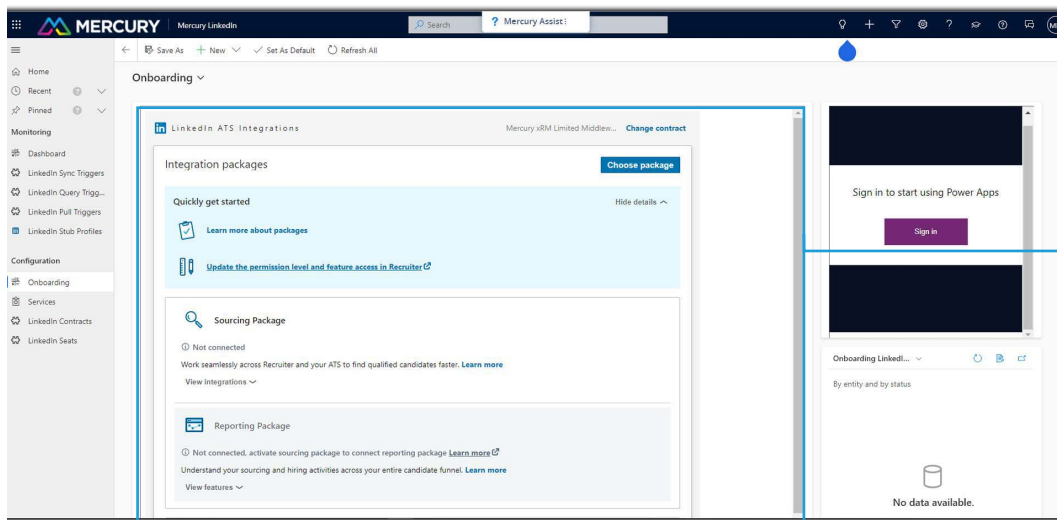 MERCURY
Mercury LinkedIn
Search
? Mercury Assist
Save As
New
Set As Default
Refresh All
Home
Recent
Pinned
Monitoring
Dashboard
LinkedIn Sync Triggers
LinkedIn Query Trigg...
LinkedIn Pull Triggers
LinkedIn Stub Profiles
Configuration
Onboarding
Services
LinkedIn Contracts
LinkedIn Seats
Onboarding
in LinkedIn ATS Integrations
Mercury xRM Limited Middlew... Change contract
Integration packages
Choose package
Quickly get started
Hide details
Learn more about packages
Update the permission level and feature access in Recruiter
Sourcing Package
Not connected
Work seamlessly across Recruiter and your ATS to find qualified candidates faster. Learn more
View integrations
Reporting Package
Not connected, activate sourcing package to connect reporting package Learn more
Understand your sourcing and hiring activities across your entire candidate funnel. Learn more
View features
Sign in to start using Power Apps
Sign in
Onboarding LinkedI...
By entity and by status
No data available.